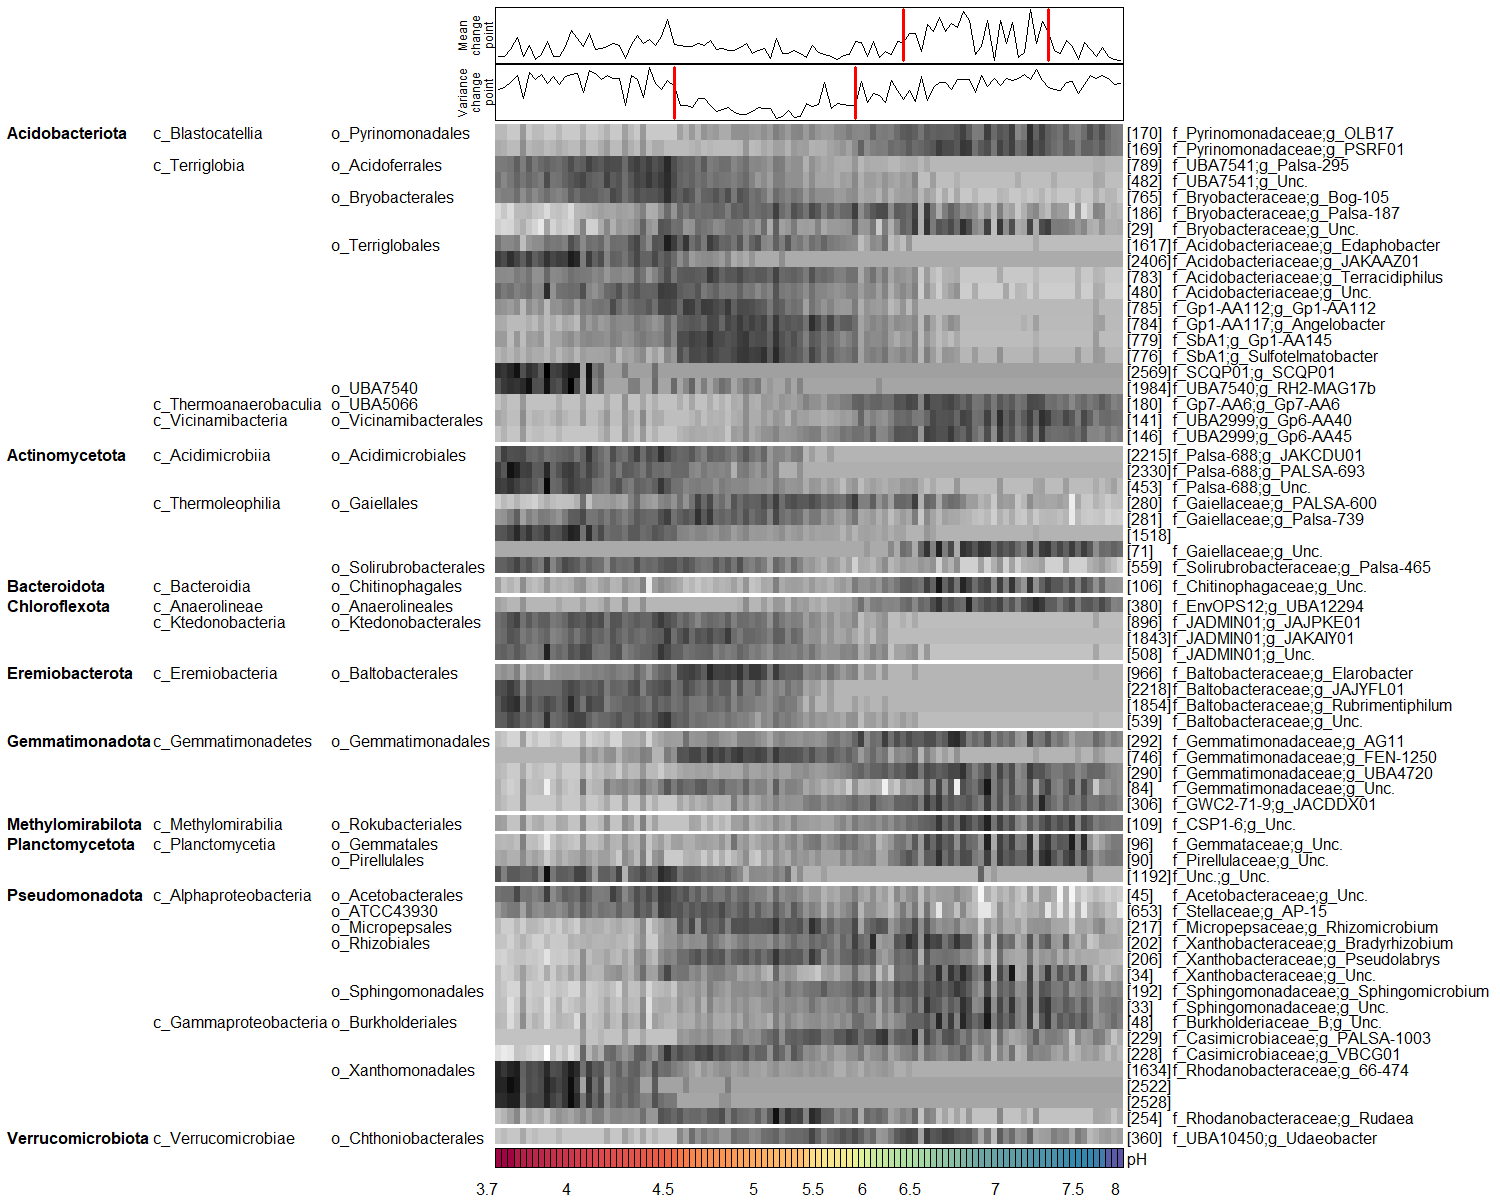 Mean
change
point
Variance
change
point
Acidobacteriota c_Blastocatellia o_Pyrinomonadales [170] f_Pyrinomonadaceae;g_OLB17
[169] f_Pyrinomonadaceae;g_PSRF01
c_Terriglobia o_Acidoferrales [789] f_UBA7541;g_Palsa-295
[482] f_UBA7541;g_Unc.
o_Bryobacterales [765] f_Bryobacteraceae;g_Bog-105
[186] f_Bryobacteraceae;g_Palsa-187
[29] f_Bryobacteraceae;g_Unc.
o_Terriglobales [1617] f_Acidobacteriaceae;g_Edaphobacter
[2406] f_Acidobacteriaceae;g_JAKAAZ01
[783] f_Acidobacteriaceae;g_Terracidiphilus
[480] f_Acidobacteriaceae;g_Unc.
[785] f_Gp1-AA112;g_Gp1-AA112
[784] f_Gp1-AA117;g_Angelobacter
[779] f_SbA1;g_Gp1-AA145
[776] f_SbA1;g_Sulfotelmatobacter
[2569] f_SCQP01;g_SCQP01
o_UBA7540 [1984] f_UBA7540;g_RH2-MAG17b
c_Thermoanaerobaculia o_UBA5066 [180] f_Gp7-AA6;g_Gp7-AA6
c_Vicinamibacteria o_Vicinamibacterales [141] f_UBA2999;g_Gp6-AA40
[146] f_UBA2999;g_Gp6-AA45
Actinomycetota c_Acidimicrobiia o_Acidimicrobiales [2215] f_Palsa-688;g_JAKCDU01
[2330] f_Palsa-688;g_PALSA-693
[453] f_Palsa-688;g_Unc.
c_Thermoleophilia o_Gaiellales [280] f_Gaiellaceae;g_PALSA-600
[281] f_Gaiellaceae;g_Palsa-739
[1518]
[71] f_Gaiellaceae;g_Unc.
o_Solirubrobacterales [559] f_Solirubrobacteraceae;g_Palsa-465
Bacteroidota c_Bacteroidia o_Chitinophagales [106] f_Chitinophagaceae;g_Unc.
Chloroflexota c_Anaerolineae o_Anaerolineales [380] f_EnvOPS12;g_UBA12294
c_Ktedonobacteria o_Ktedonobacterales [896] f_JADMIN01;g_JAJPKE01
[1843] f_JADMIN01;g_JAKAIY01
[508] f_JADMIN01;g_Unc.
Eremiobacterota c_Eremiobacteria o_Baltobacterales [966] f_Baltobacteraceae;g_Elarobacter
[2218] f_Baltobacteraceae;g_JAJYFL01
[1854] f_Baltobacteraceae;g_Rubrimentiphilum
[539] f_Baltobacteraceae;g_Unc.
Gemmatimonadota c_Gemmatimonadetes o_Gemmatimonadales [292] f_Gemmatimonadaceae;g_AG11
[746] f_Gemmatimonadaceae;g_FEN-1250
[290] f_Gemmatimonadaceae;g_UBA4720
[84] f_Gemmatimonadaceae;g_Unc.
[306] f_GWC2-71-9;g_JACDDX01
Methylomirabilota c_Methylomirabilia o_Rokubacteriales [109] f_CSP1-6;g_Unc.
Planctomycetota c_Planctomycetia o_Gemmatales [96] f_Gemmataceae;g_Unc.
o_Pirellulales [90] f_Pirellulaceae;g_Unc.
[1192] f_Unc.;g_Unc.
Pseudomonadota c_Alphaproteobacteria o_Acetobacterales [45] f_Acetobacteraceae;g_Unc.
o_ATCC43930 [653] f_Stellaceae;g_AP-15
o_Micropepsales [217] f_Micropepsaceae;g_Rhizomicrobium
o_Rhizobiales [202] f_Xanthobacteraceae;g_Bradyrhizobium
[206] f_Xanthobacteraceae;g_Pseudolabrys
[34] f_Xanthobacteraceae;g_Unc.
o_Sphingomonadales [192] f_Sphingomonadaceae;g_Sphingomicrobium
[33] f_Sphingomonadaceae;g_Unc.
c_Gammaproteobacteria o_Burkholderiales [48] f_Burkholderiaceae_B;g_Unc.
[229] f_Casimicrobiaceae;g_PALSA-1003
[228] f_Casimicrobiaceae;g_VBCG01
o_Xanthomonadales [1634] f_Rhodanobacteraceae;g_66-474
[2522]
[2528]
[254] f_Rhodanobacteraceae;g_Rudaea
Verrucomicrobiota c_Verrucomicrobiae o_Chthoniobacterales [360] f_UBA10450;g_Udaeobacter
pH
3.7 4 4.5 5 5.5 6 6.5 7 7.5 8